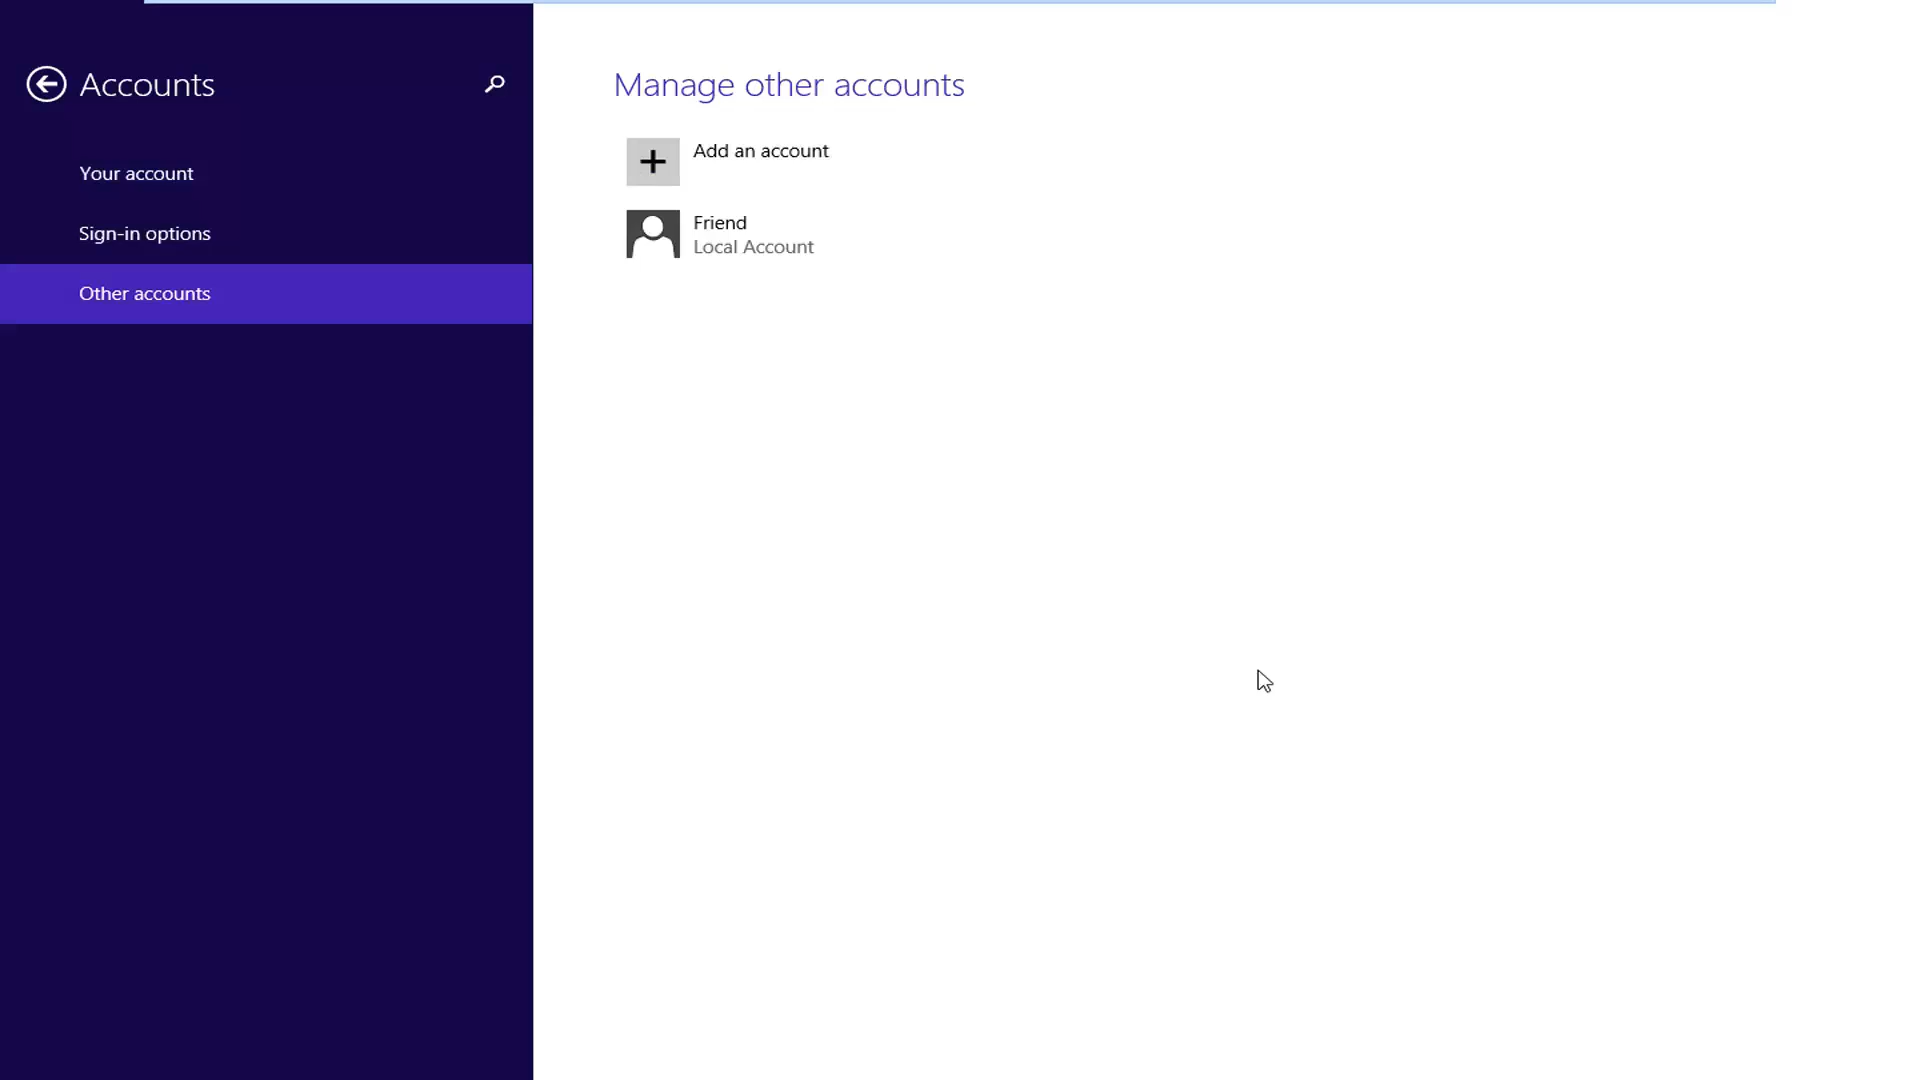 Accounts
Your account
Sign-in options
Other accounts
Manage other accounts
Add an account
Friend
Local Account